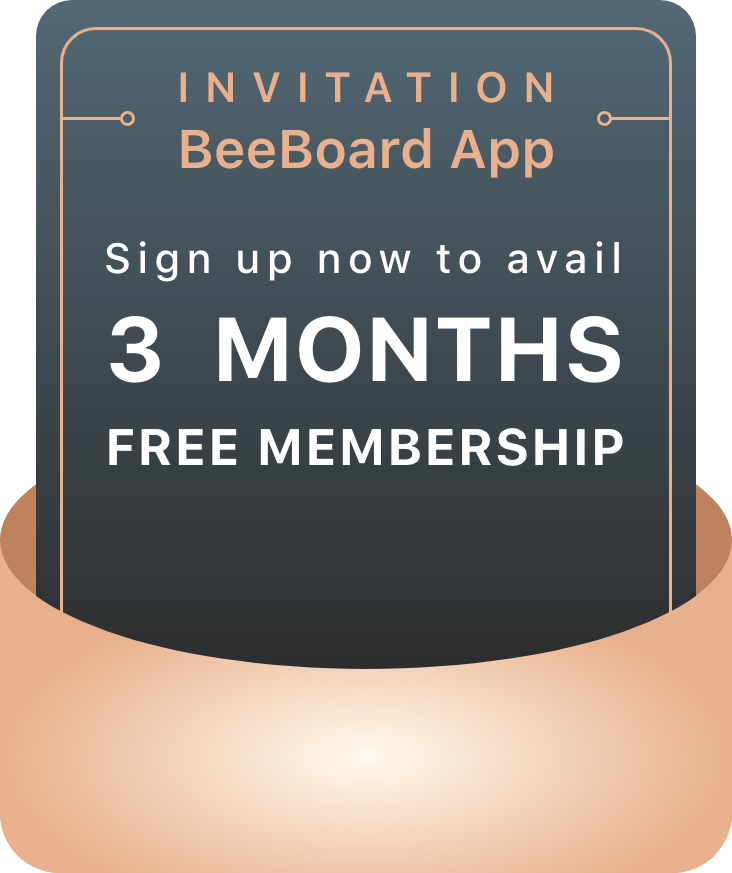 INVITATION
BeeBoard App
Sign up now to avail
3 MONTHS
FREE MEMBERSHIP